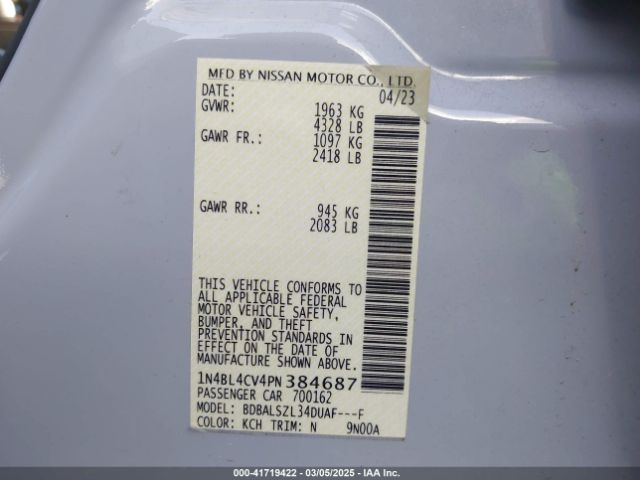 MFD BY NISSAN MOTOR CO., LTD.
DATE: 04/23
GVWR: 1963 KG
4328 LB
GAWR FR.: 1097 KG
2418 LB
GAWR RR.: 945 KG
2083 LB
THIS VEHICLE CONFORMS TO
ALL APPLICABLE FEDERAL
MOTOR VEHICLE SAFETY,
BUMPER, AND THEFT
PREVENTION STANDARDS IN
EFFECT ON THE DATE OF
MANUFACTURE SHOWN ABOVE.
1N4BL4CV4PN384687
PASSENGER CAR 700162
MODEL: BDBALSZL34DUAF---F
COLOR: KCH TRIM: N 9N00A
000-41719422 | 03/05/2025 | IAA Inc.